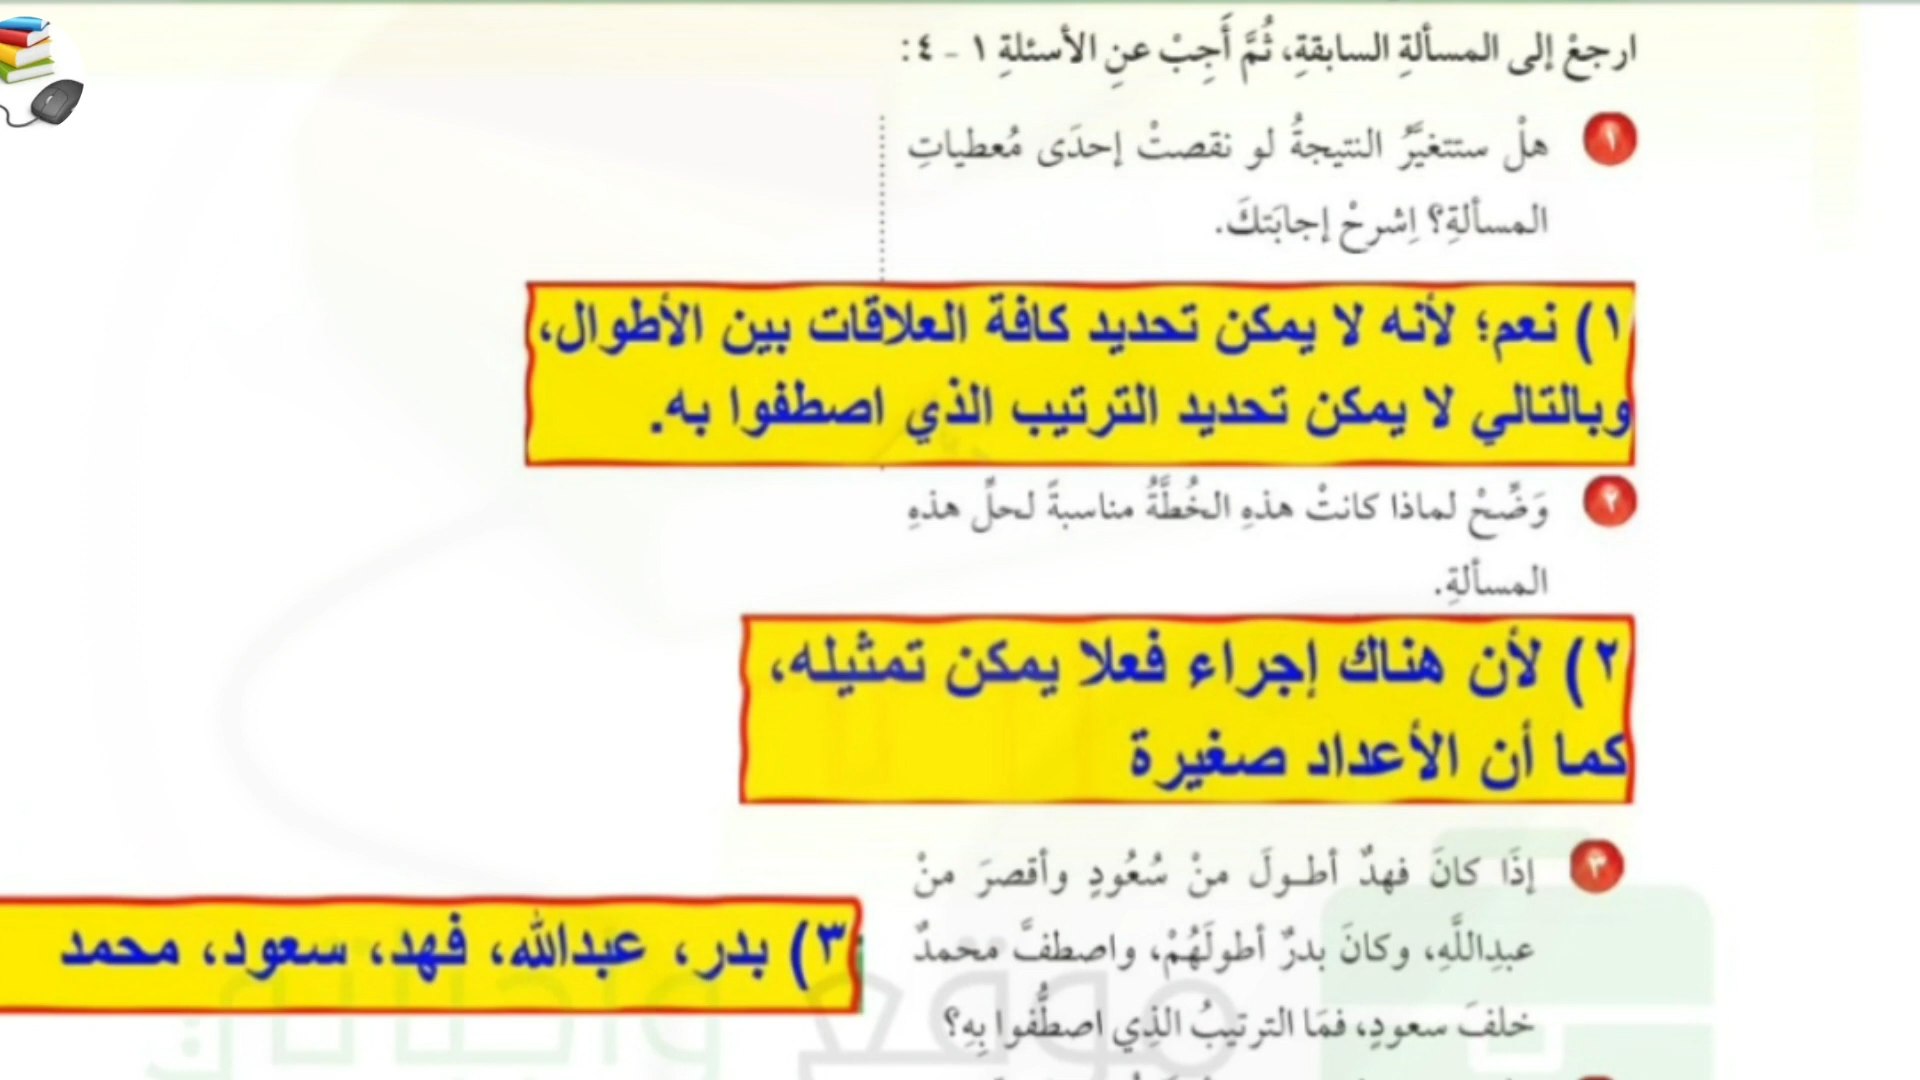 ارجعْ إلى المسألةِ السابقةِ، ثُمَّ أَجِبْ عنِ الأسئلةِ ١ - ٤ :
١ هلْ ستتغيَّرُ النتيجةُ لو نقصتْ إحدَى مُعطياتِ
المسألةِ؟ اِشرحْ إجابَتكَ.
١) نعم؛ لأنه لا يمكن تحديد كافة العلاقات بين الأطوال،
وبالتالي لا يمكن تحديد الترتيب الذي اصطفوا به.
٢ وَضِّحْ لماذا كانتْ هذهِ الخُطَّةُ مناسبةً لحلِّ هذهِ
المسألةِ.
٢) لأن هناك إجراء فعلا يمكن تمثيله،
كما أن الأعداد صغيرة
٣ إذَا كانَ فهدٌ أطـولَ منْ سُعُودٍ وأقصرَ منْ
عبدِاللَّهِ، وكانَ بدرٌ أطولَهُمْ، واصطفَّ محمدٌ
خلفَ سعودٍ، فمَا الترتيبُ الذِي اصطُّفوا بِهِ؟
٣) بدر، عبدالله، فهد، سعود، محمد